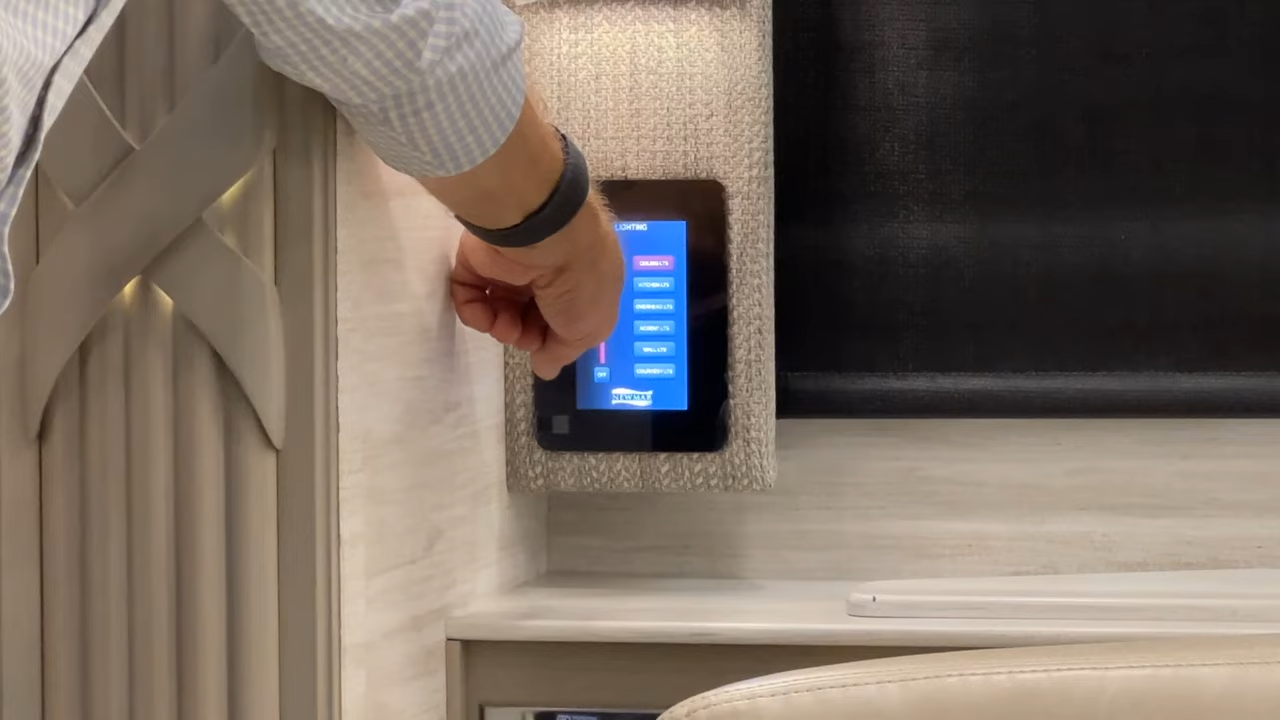 LIGHTING
CEILING LTS
KITCHEN LTS
OVERHEAD LTS
ACCENT LTS
WALL LTS
COURTESY LTS
OFF
NEWMAR